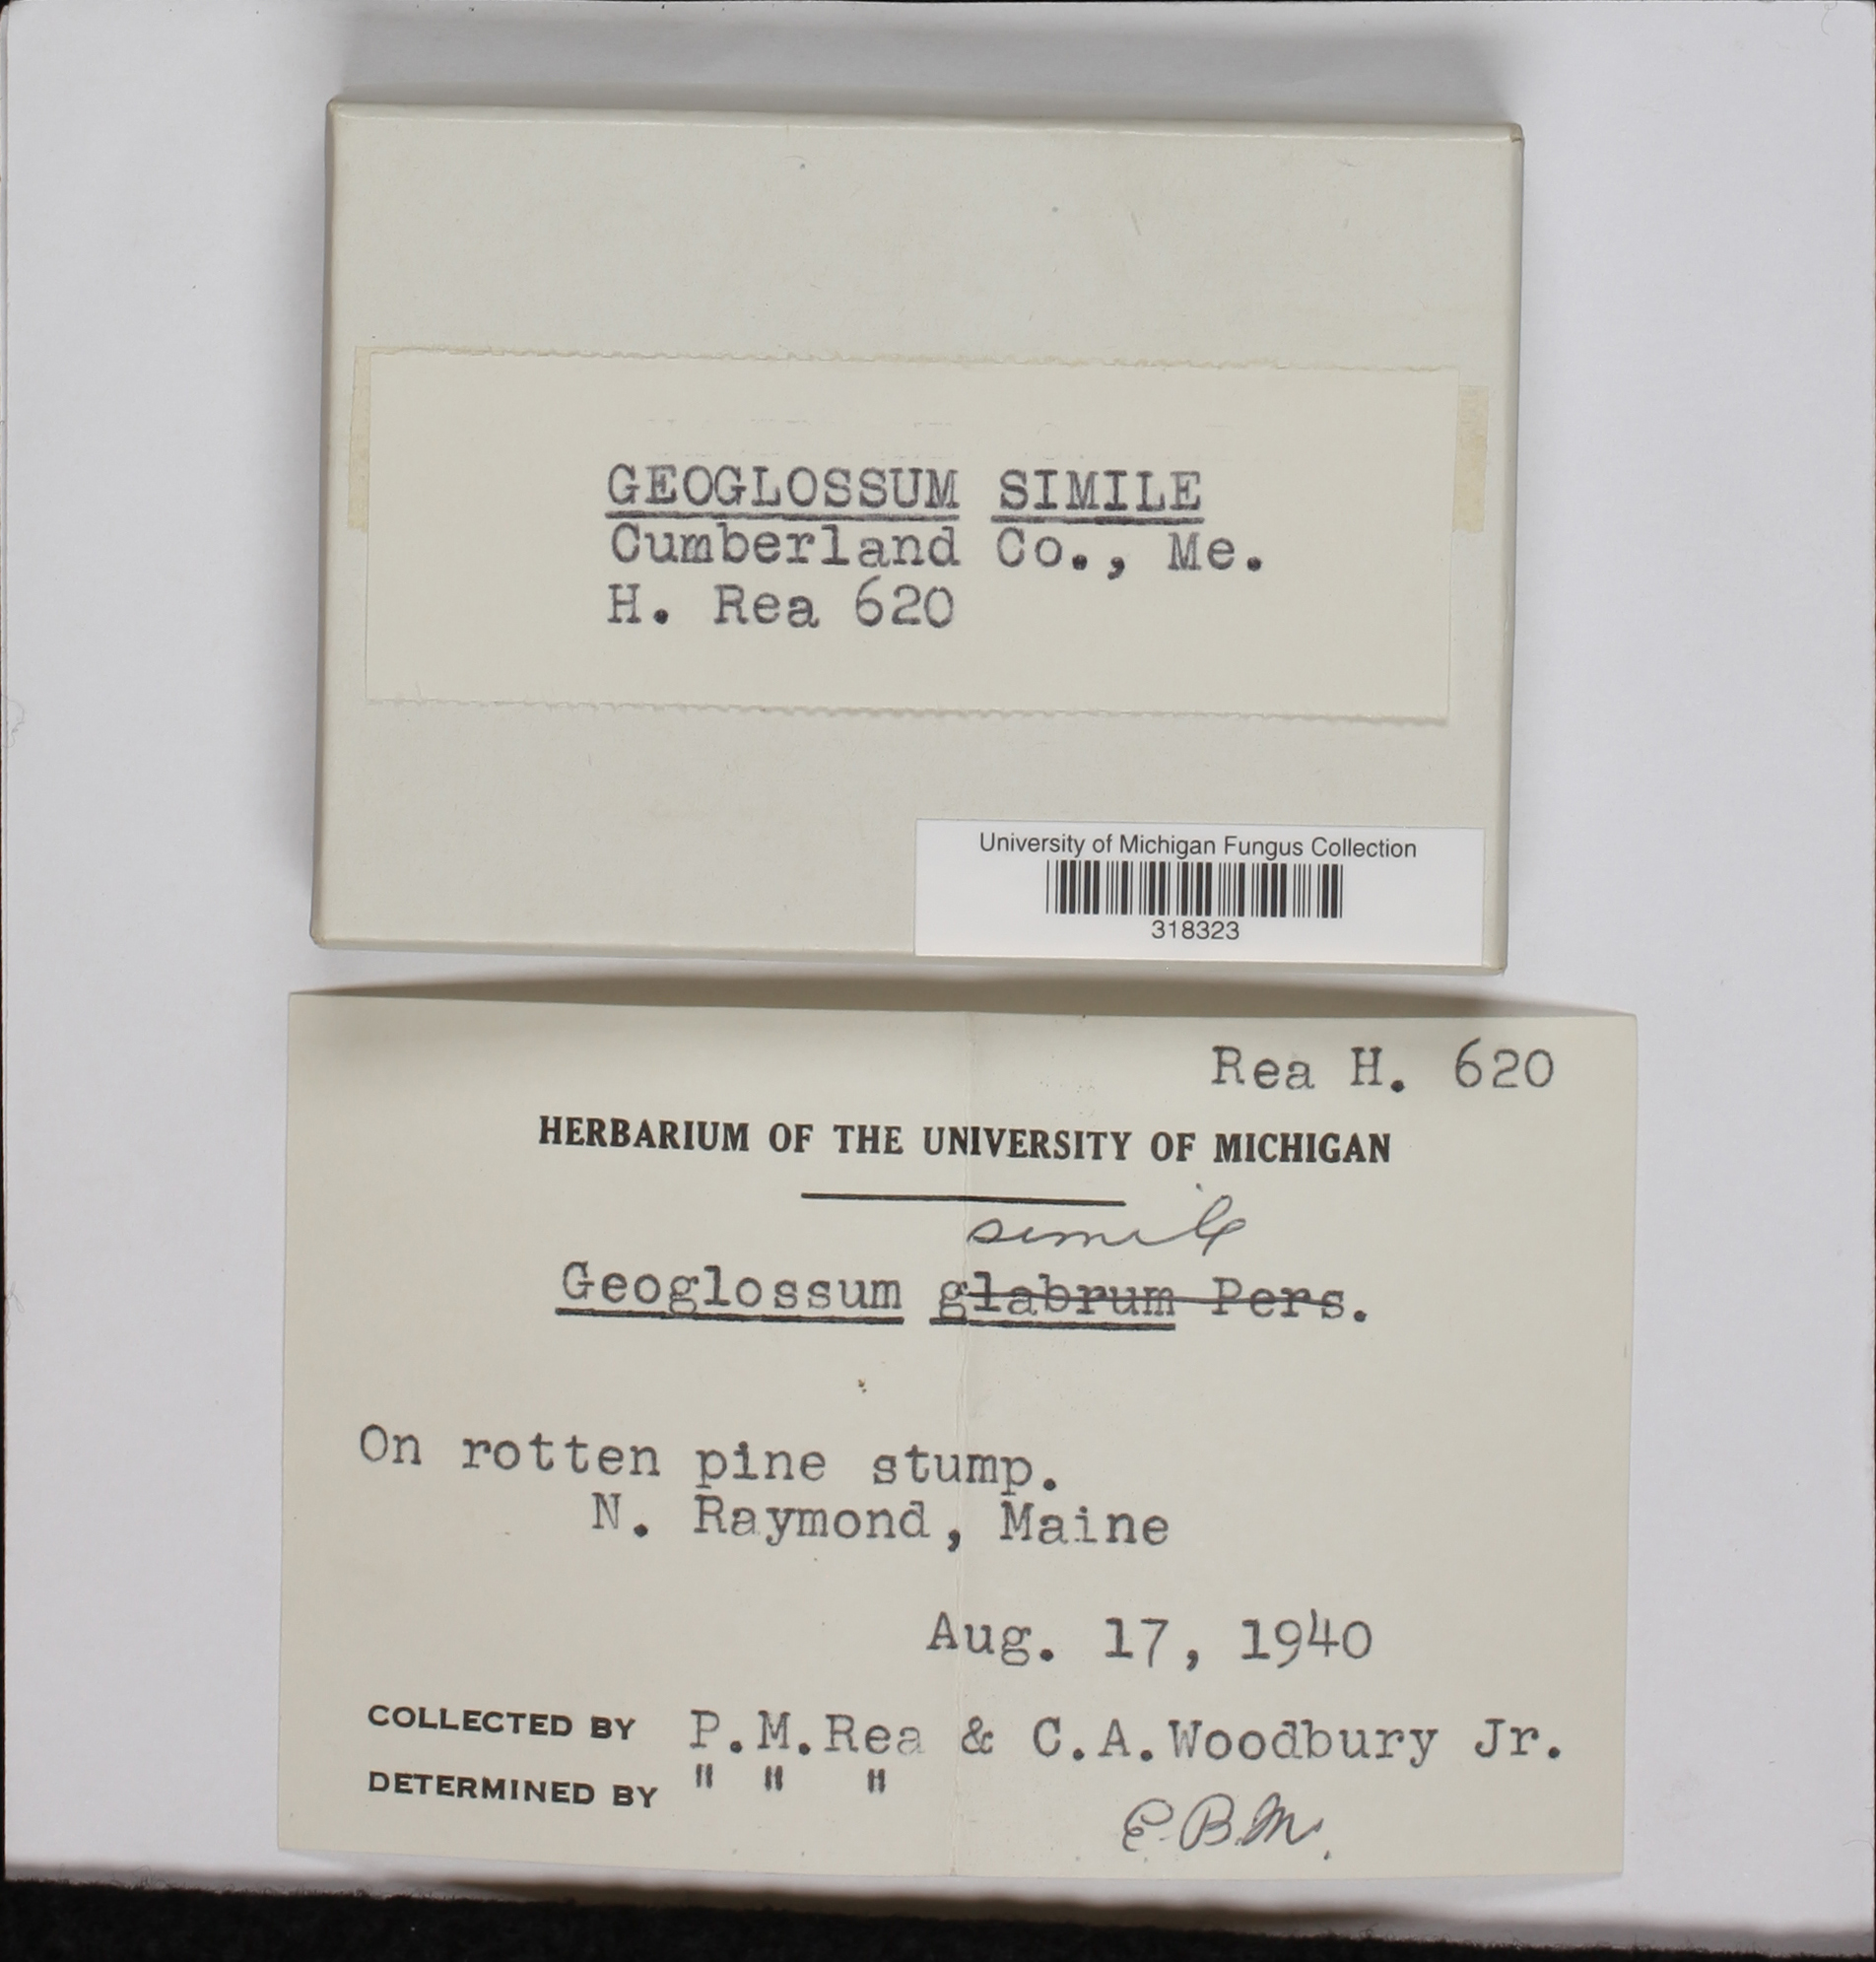 GEOGLOSSUM SIMILE
Cumberland Co., Me.
H. Rea 620
University of Michigan Fungus Collection
318323
Rea H. 620
HERBARIUM OF THE UNIVERSITY OF MICHIGAN
simile
Geoglossum glabrum Pers.
On rotten pine stump.
N. Raymond, Maine
Aug. 17, 1940
COLLECTED BY P.M.Rea & C.A.Woodbury Jr.
DETERMINED BY " " "
E.B.M.